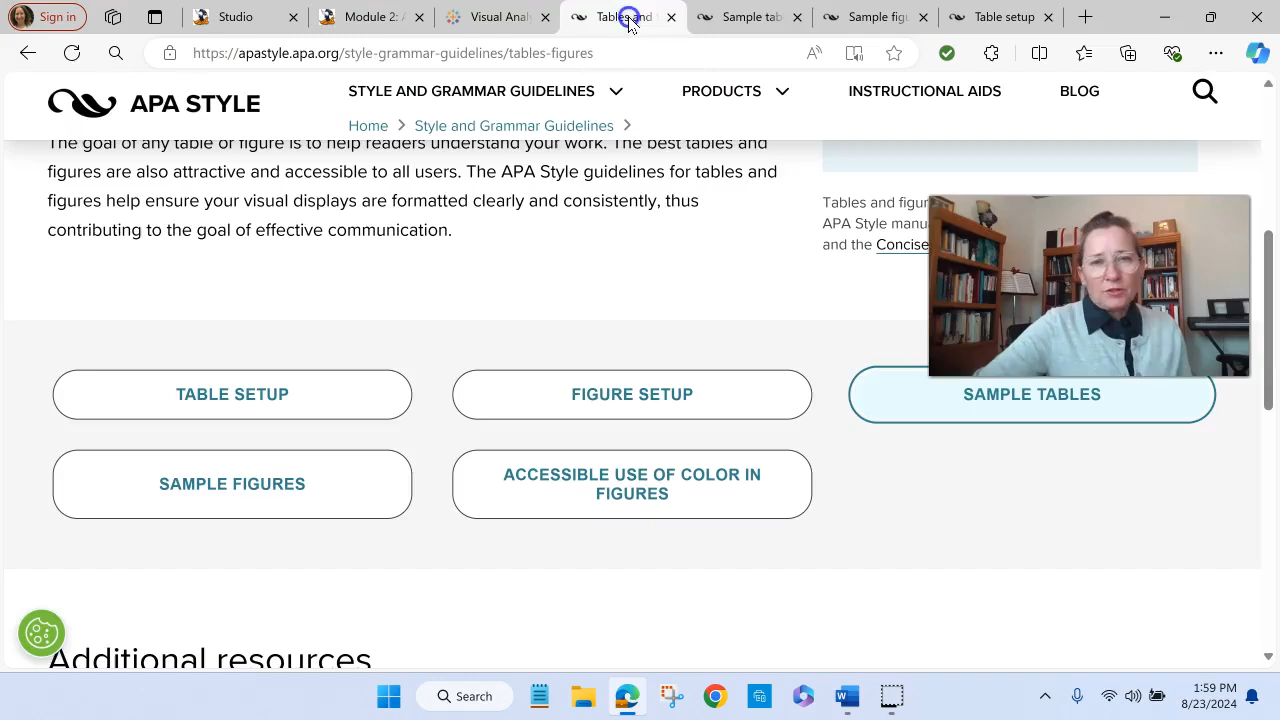 Sign in
Studio
Module 2: A
Visual Anal
Tables and
Sample tab
Sample figu
Table setup
https://apastyle.apa.org/style-grammar-guidelines/tables-figures
APA STYLE
STYLE AND GRAMMAR GUIDELINES
PRODUCTS
INSTRUCTIONAL AIDS
BLOG
Home
Style and Grammar Guidelines
The goal of any table or figure is to help readers understand your work. The best tables and
figures are also attractive and accessible to all users. The APA Style guidelines for tables and
figures help ensure your visual displays are formatted clearly and consistently, thus
contributing to the goal of effective communication.
Tables and figur
APA Style manu
and the Concise
TABLE SETUP
FIGURE SETUP
SAMPLE TABLES
SAMPLE FIGURES
ACCESSIBLE USE OF COLOR IN
FIGURES
Additional resources
Search
1:59 PM
8/23/2024